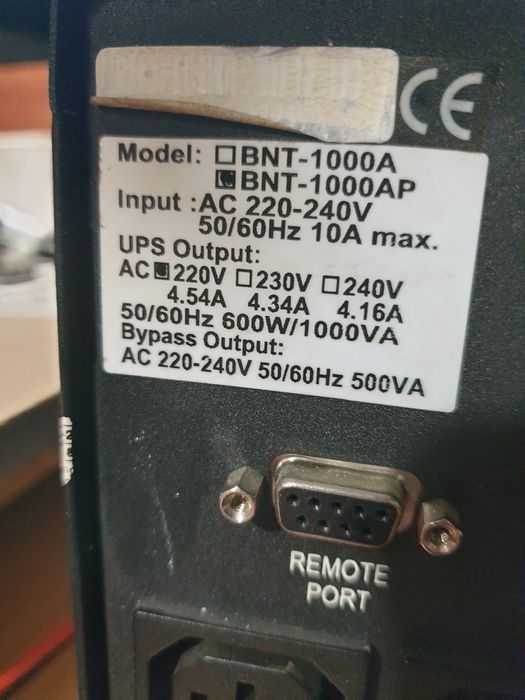 CE
Model: BNT-1000A
BNT-1000AP
Input :AC 220-240V
50/60Hz 10A max.
UPS Output:
AC 220V 230V 240V
4.54A 4.34A 4.16A
50/60Hz 600W/1000VA
Bypass Output:
AC 220-240V 50/60Hz 500VA
REMOTE
PORT